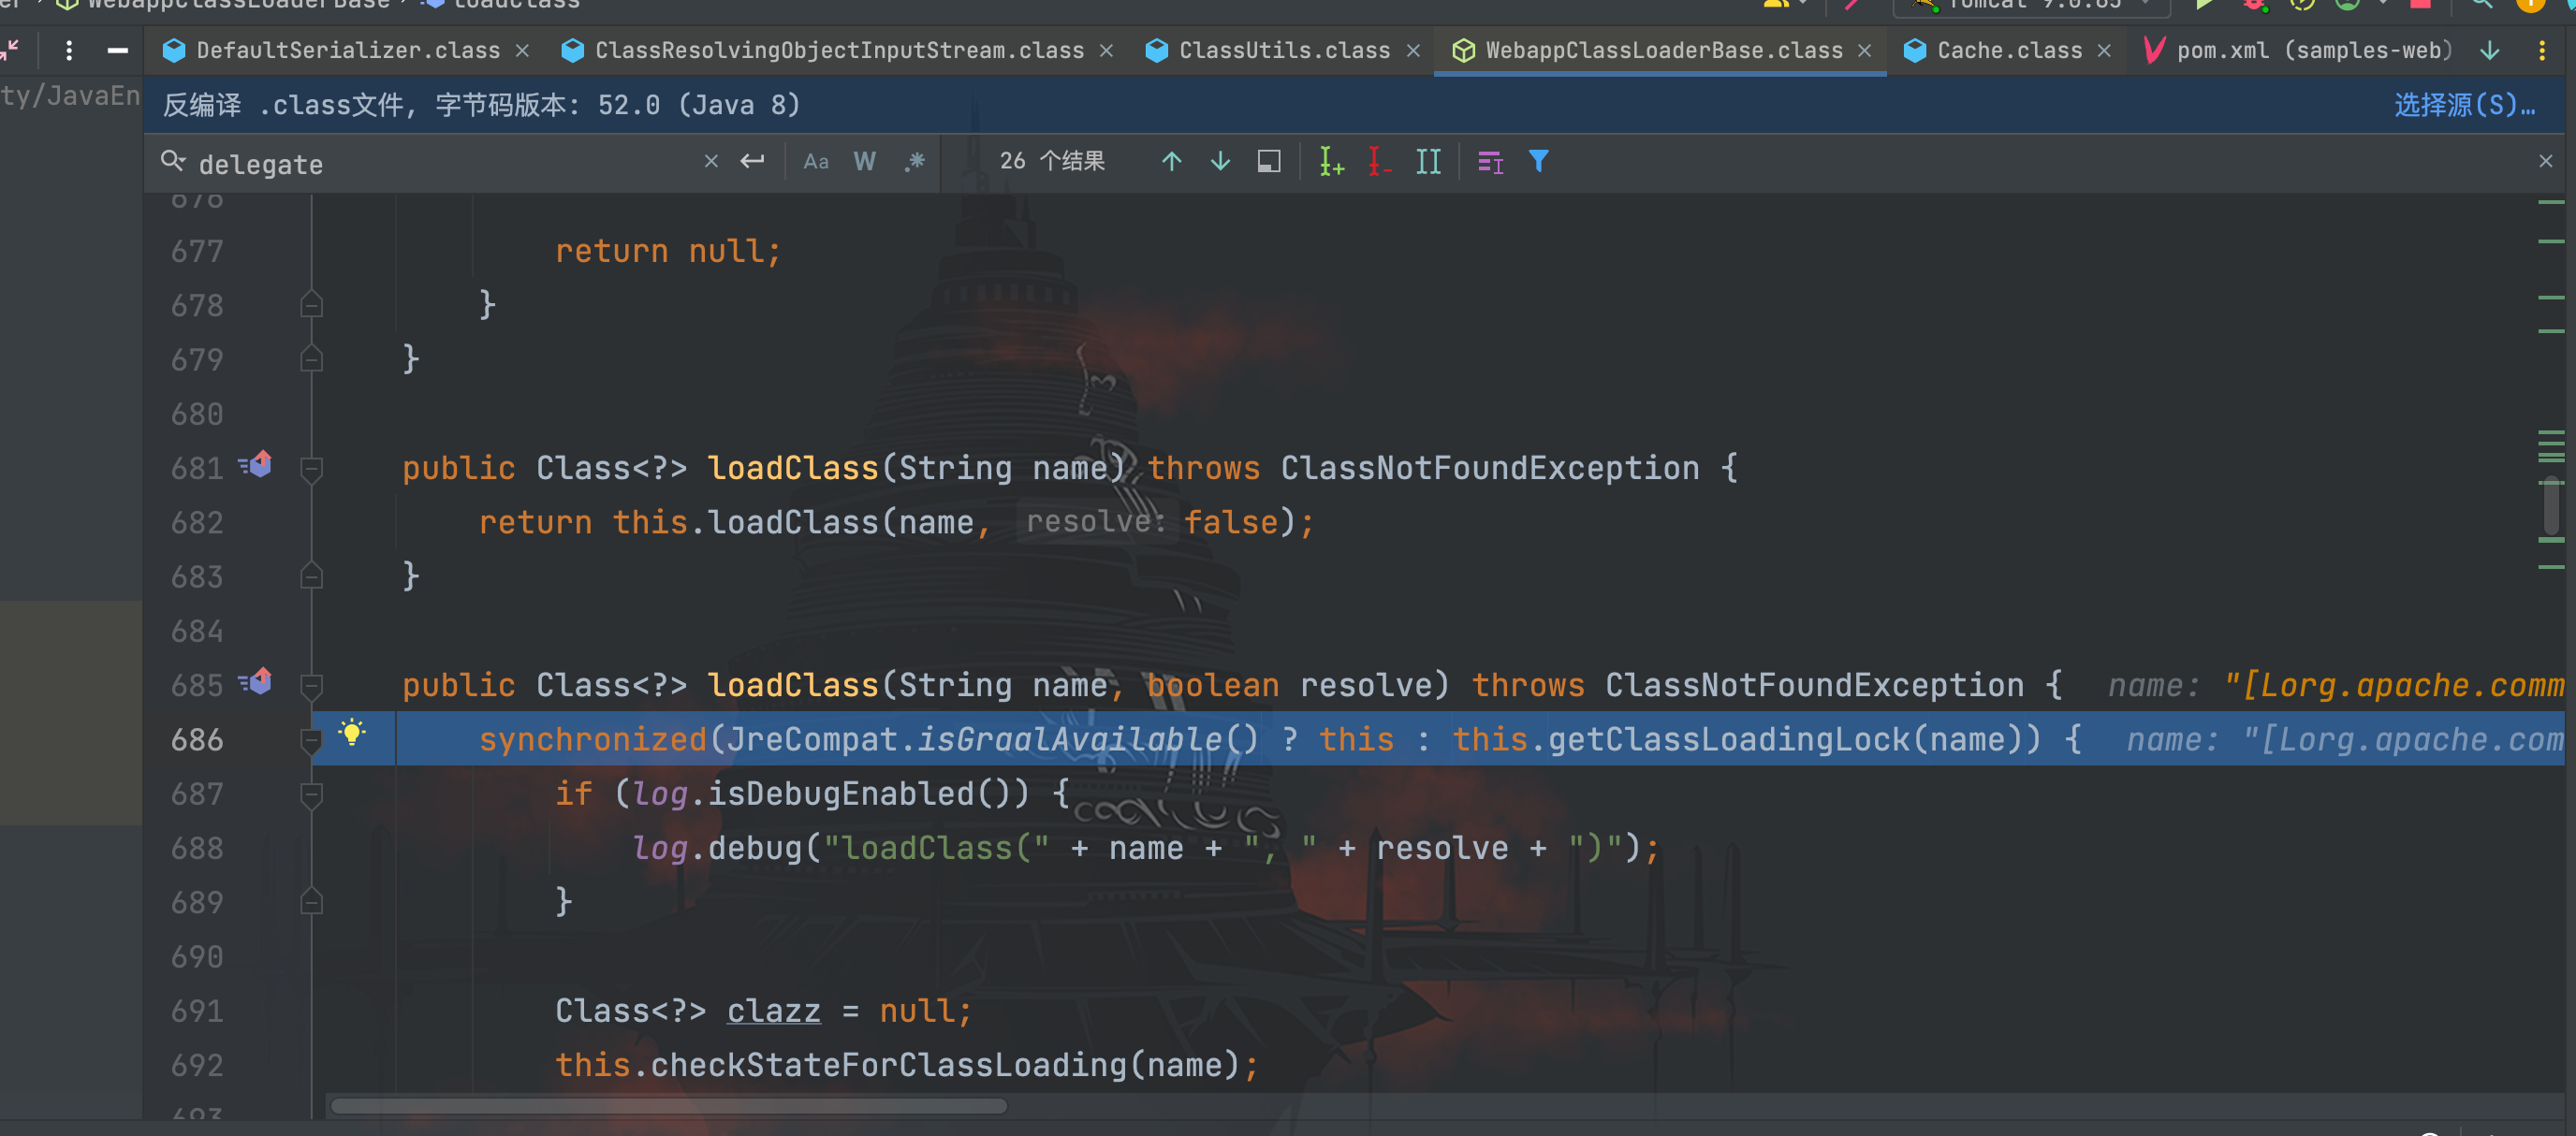 WebappClassLoaderBase loadClass Tomcat 9.0.85
DefaultSerializer.class ClassResolvingObjectInputStream.class ClassUtils.class WebappClassLoaderBase.class Cache.class pom.xml (samples-web)
ty/JavaEn
反编译 .class文件, 字节码版本: 52.0 (Java 8) 选择源(S)…
delegate Aa W .* 26 个结果
676
677 return null;
678 }
679 }
680
681 public Class<?> loadClass(String name) throws ClassNotFoundException {
682 return this.loadClass(name, resolve: false);
683 }
684
685 public Class<?> loadClass(String name, boolean resolve) throws ClassNotFoundException { name: "[Lorg.apache.comm
686 synchronized(JreCompat.isGraalAvailable() ? this : this.getClassLoadingLock(name)) { name: "[Lorg.apache.com
687 if (log.isDebugEnabled()) {
688 log.debug("loadClass(" + name + ", " + resolve + ")");
689 }
690
691 Class<?> clazz = null;
692 this.checkStateForClassLoading(name);
693